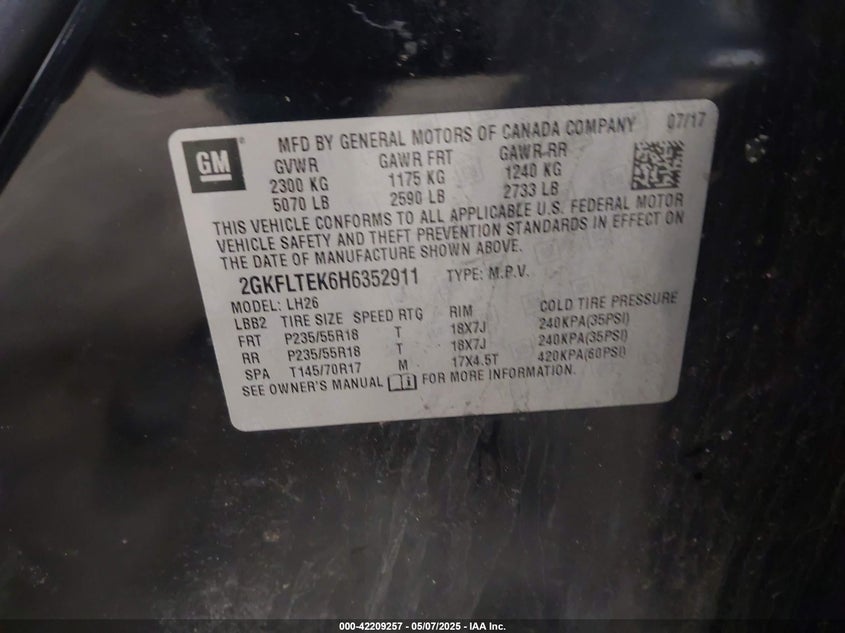 GM
MFD BY GENERAL MOTORS OF CANADA COMPANY 07/17
GVWR GAWR FRT GAWR RR
2300 KG 1175 KG 1240 KG
5070 LB 2590 LB 2733 LB
THIS VEHICLE CONFORMS TO ALL APPLICABLE U.S. FEDERAL MOTOR
VEHICLE SAFETY AND THEFT PREVENTION STANDARDS IN EFFECT ON
THE DATE OF MANUFACTURE SHOWN ABOVE.
2GKFLTEK6H6352911 TYPE: M.P.V.
MODEL: LH26
LBB2 TIRE SIZE SPEED RTG RIM COLD TIRE PRESSURE
FRT P235/55R18 T 18X7J 240KPA(35PSI)
RR P235/55R18 T 18X7J 240KPA(35PSI)
SPA T145/70R17 M 17X4.5T 420KPA(60PSI)
SEE OWNER'S MANUAL FOR MORE INFORMATION.
000-42209257 - 05/07/2025 - IAA Inc.